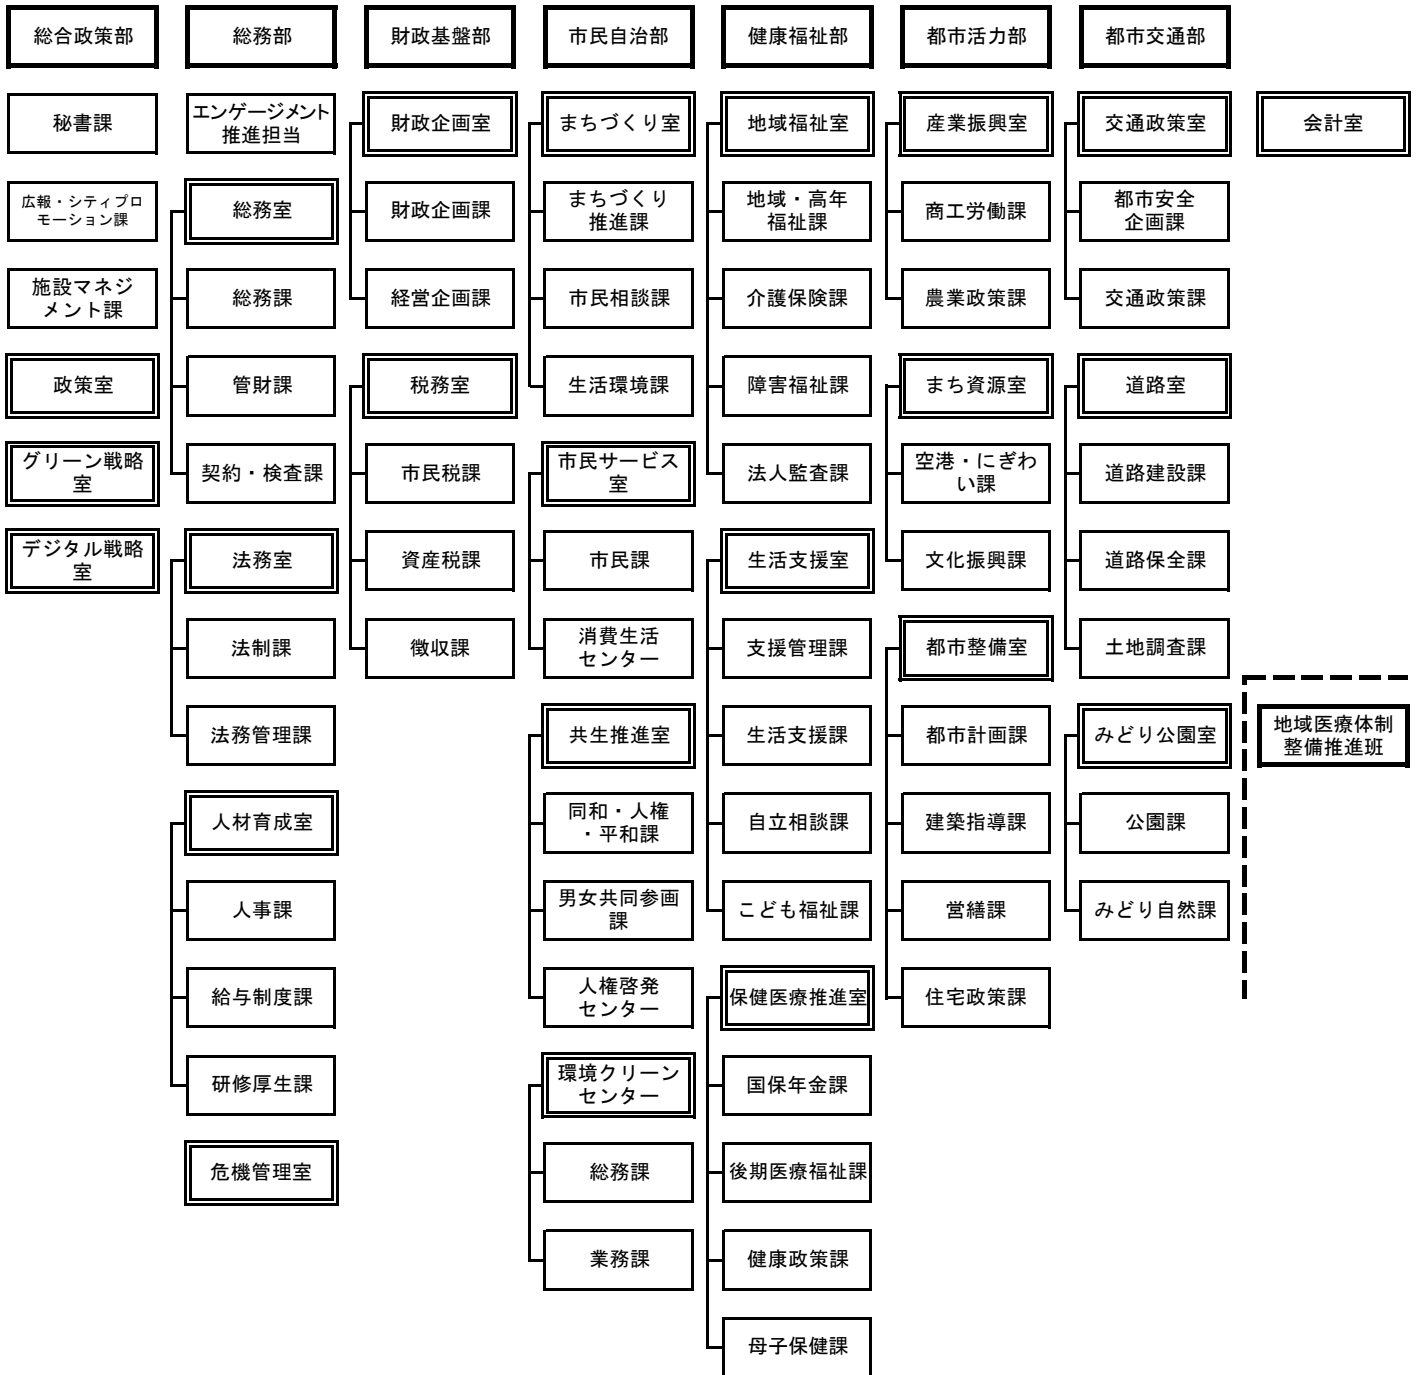 総合政策部
秘書課
広報・シティプロ
モーション課
施設マネジ
メント課
政策室
グリーン戦略
室
デジタル戦略
室
総務部
エンゲージメント
推進担当
総務室
総務課
管財課
契約・検査課
法務室
法制課
法務管理課
人材育成室
人事課
給与制度課
研修厚生課
危機管理室
財政基盤部
財政企画室
財政企画課
経営企画課
税務室
市民税課
資産税課
徴収課
市民自治部
まちづくり室
まちづくり
推進課
市民相談課
生活環境課
市民サービス
室
市民課
消費生活
センター
共生推進室
同和・人権
・平和課
男女共同参画
課
人権啓発
センター
環境クリーン
センター
総務課
業務課
健康福祉部
地域福祉室
地域・高年
福祉課
介護保険課
障害福祉課
法人監査課
生活支援室
支援管理課
生活支援課
自立相談課
こども福祉課
保健医療推進室
国保年金課
後期医療福祉課
健康政策課
母子保健課
都市活力部
産業振興室
商工労働課
農業政策課
まち資源室
空港・にぎわ
い課
文化振興課
都市整備室
都市計画課
建築指導課
営繕課
住宅政策課
都市交通部
交通政策室
都市安全
企画課
交通政策課
道路室
道路建設課
道路保全課
土地調査課
みどり公園室
公園課
みどり自然課
会計室
地域医療体制
整備推進班